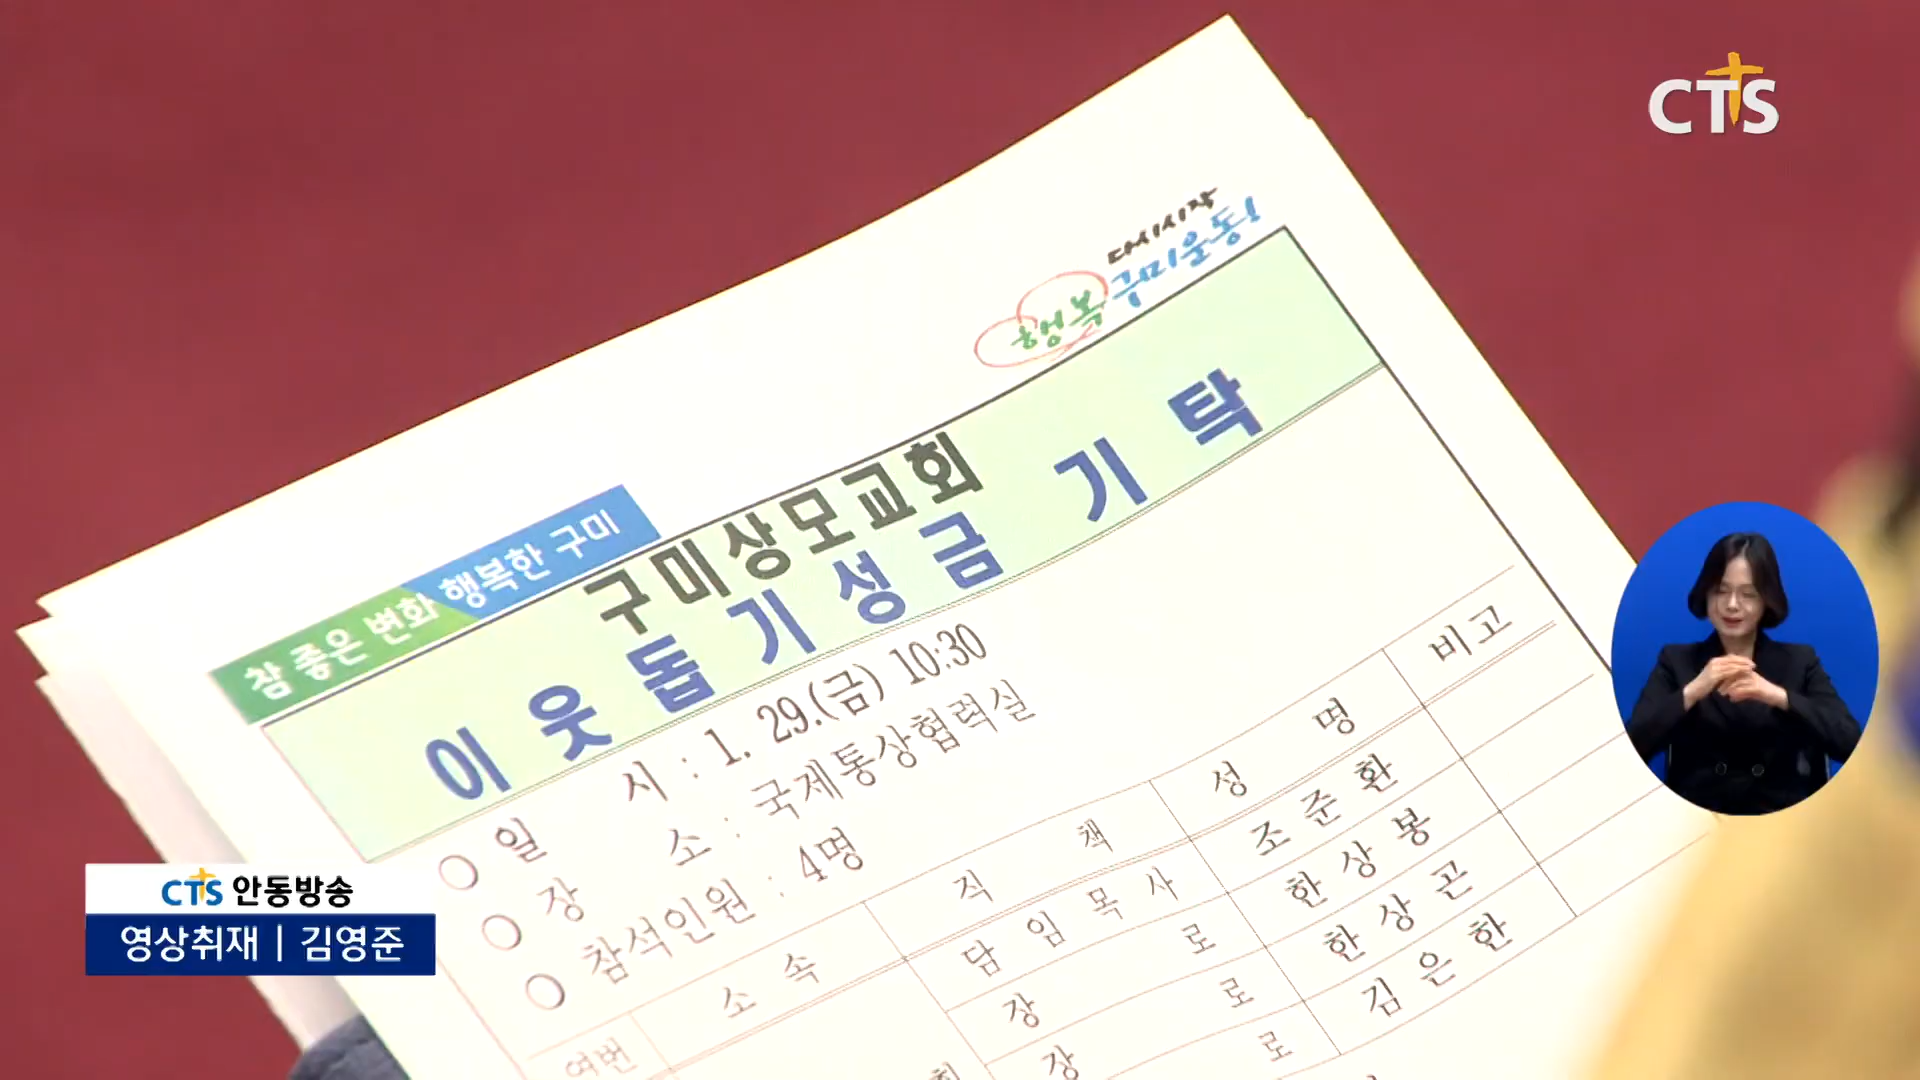 CTS
다시시작
행복 구미운동!
참 좋은 변화 행복한 구미
구미상모교회
이웃돕기성금 기탁
○ 일 시 : 1. 29.(금) 10:30
○ 장 소 : 국제통상협력실
○ 참석인원 : 4명
연번 소 속 직 책 성 명 비고
담 임 목 사 조 준 환
장 로 한 상 봉
장 로 한 상 곤
로 김 은 한
CTS 안동방송
영상취재 | 김영준